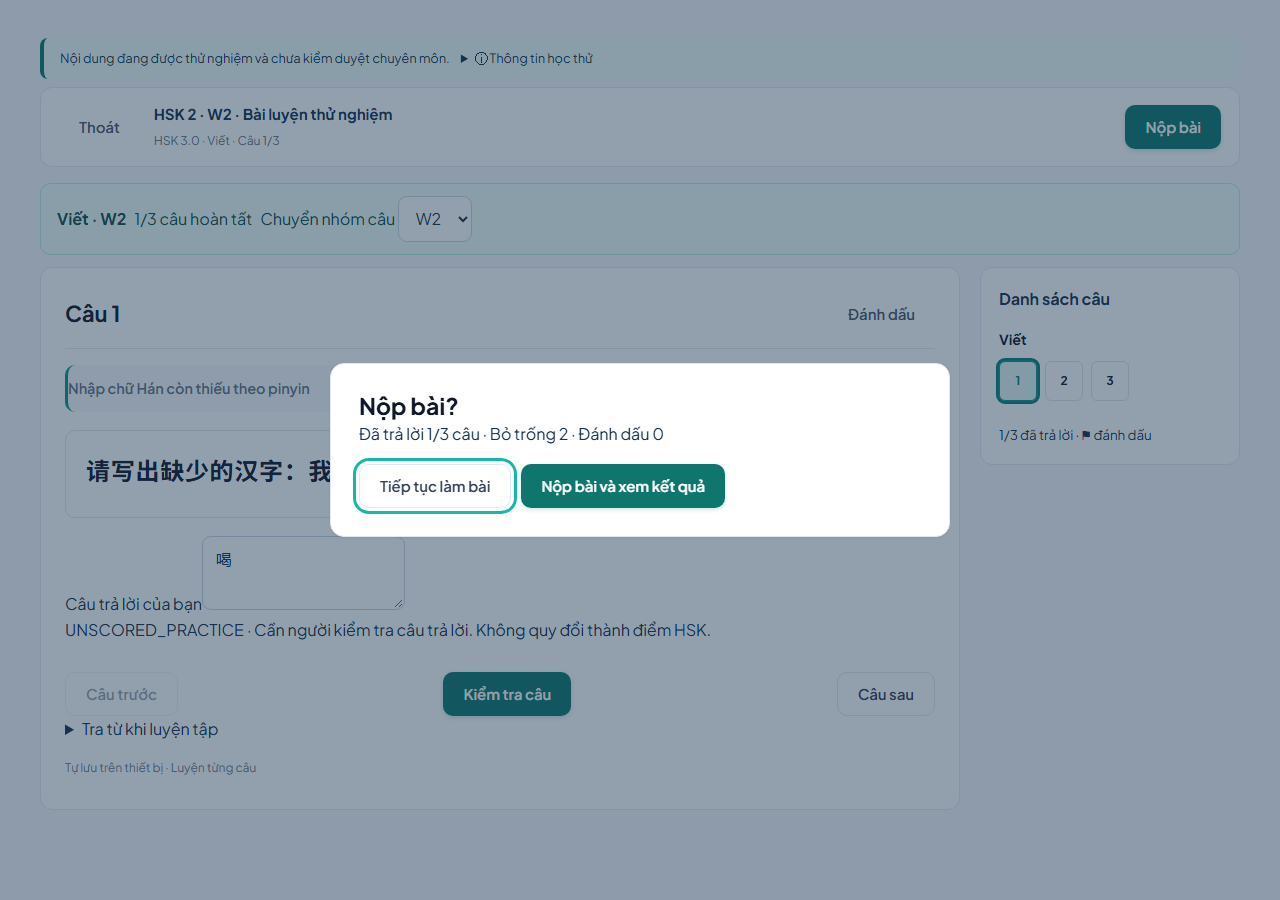 Nội dung đang được thử nghiệm và chưa kiểm duyệt chuyên môn. ▶ ⓘ Thông tin học thử
Thoát
HSK 2 · W2 · Bài luyện thử nghiệm
HSK 3.0 · Viết · Câu 1/3
Nộp bài
Viết · W2 1/3 câu hoàn tất Chuyển nhóm câu W2
Câu 1
Đánh dấu
Nhập chữ Hán còn thiếu theo pinyin
请写出缺少的汉字：我
Nộp bài?
Đã trả lời 1/3 câu · Bỏ trống 2 · Đánh dấu 0
Tiếp tục làm bài
Nộp bài và xem kết quả
喝
Câu trả lời của bạn
UNSCORED_PRACTICE · Cần người kiểm tra câu trả lời. Không quy đổi thành điểm HSK.
Câu trước
Kiểm tra câu
Câu sau
▶ Tra từ khi luyện tập
Tự lưu trên thiết bị · Luyện từng câu
Danh sách câu
Viết
1 2 3
1/3 đã trả lời · ⚑ đánh dấu